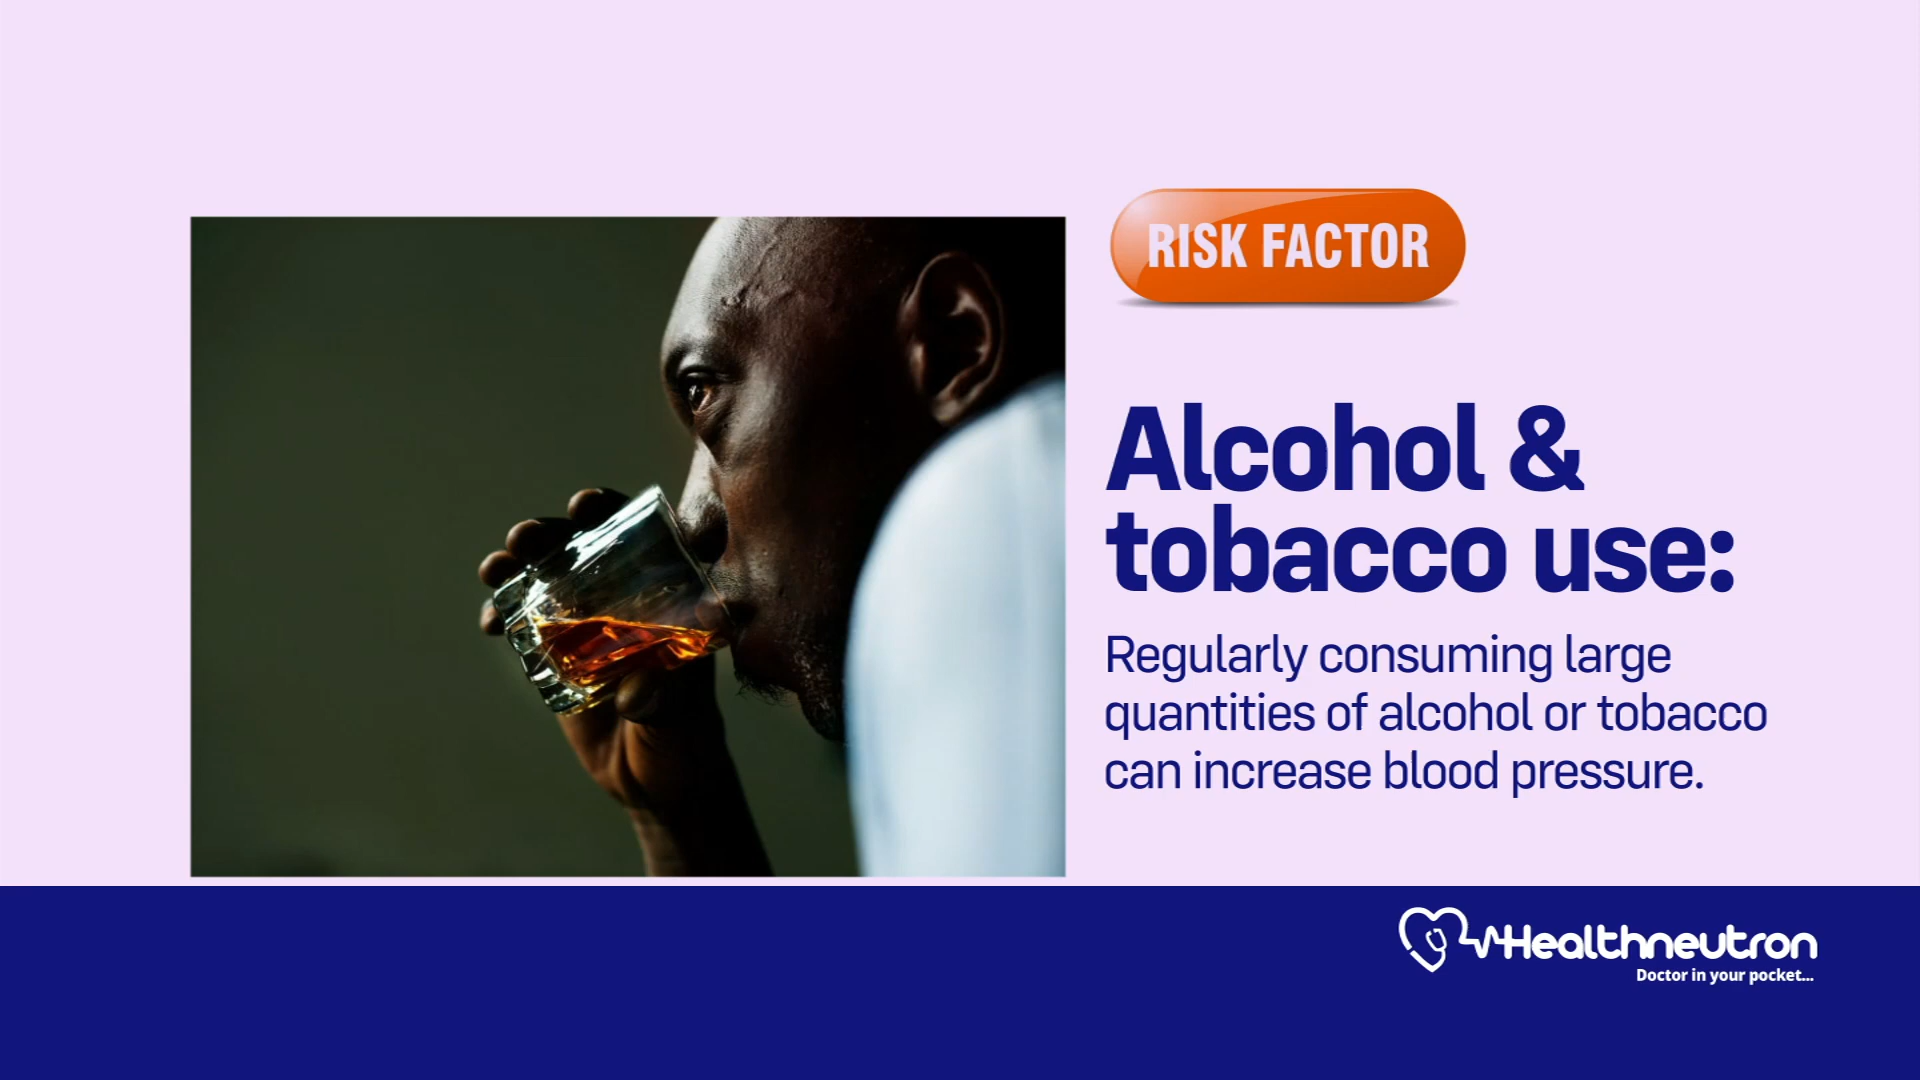 RISK FACTOR
Alcohol &
tobacco use:
Regularly consuming large
quantities of alcohol or tobacco
can increase blood pressure.
Healthneutron
Doctor in your pocket...